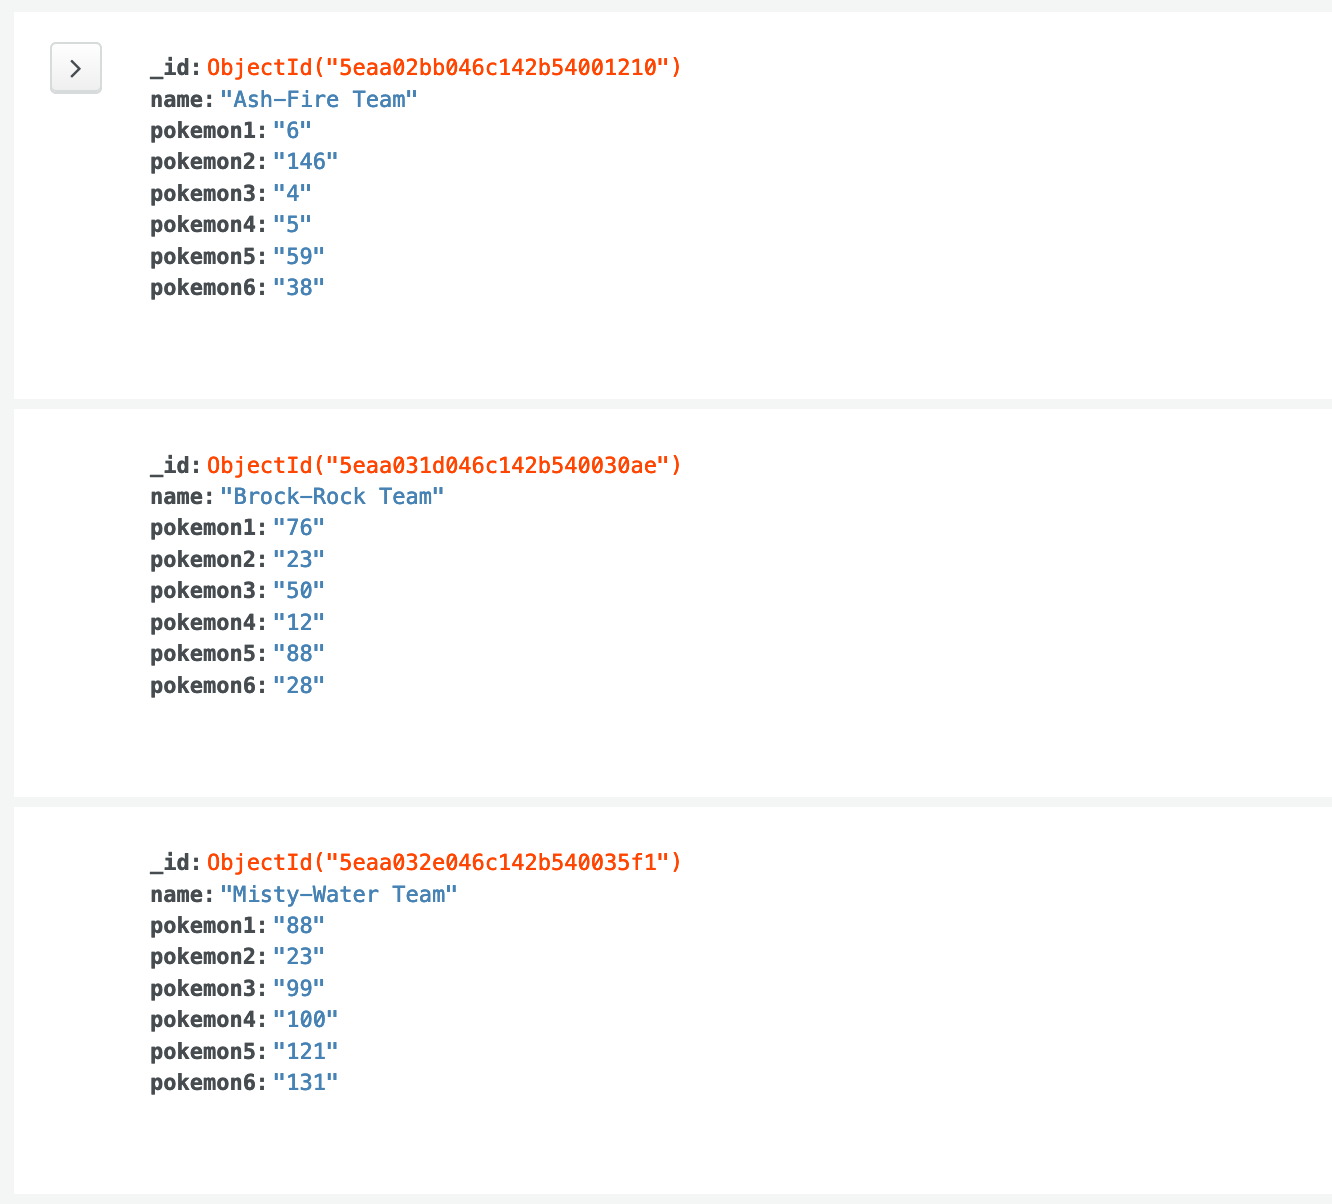 _id: ObjectId("5eaa02bb046c142b54001210")
name: "Ash-Fire Team"
pokemon1: "6"
pokemon2: "146"
pokemon3: "4"
pokemon4: "5"
pokemon5: "59"
pokemon6: "38"
_id: ObjectId("5eaa031d046c142b540030ae")
name: "Brock-Rock Team"
pokemon1: "76"
pokemon2: "23"
pokemon3: "50"
pokemon4: "12"
pokemon5: "88"
pokemon6: "28"
_id: ObjectId("5eaa032e046c142b540035f1")
name: "Misty-Water Team"
pokemon1: "88"
pokemon2: "23"
pokemon3: "99"
pokemon4: "100"
pokemon5: "121"
pokemon6: "131"